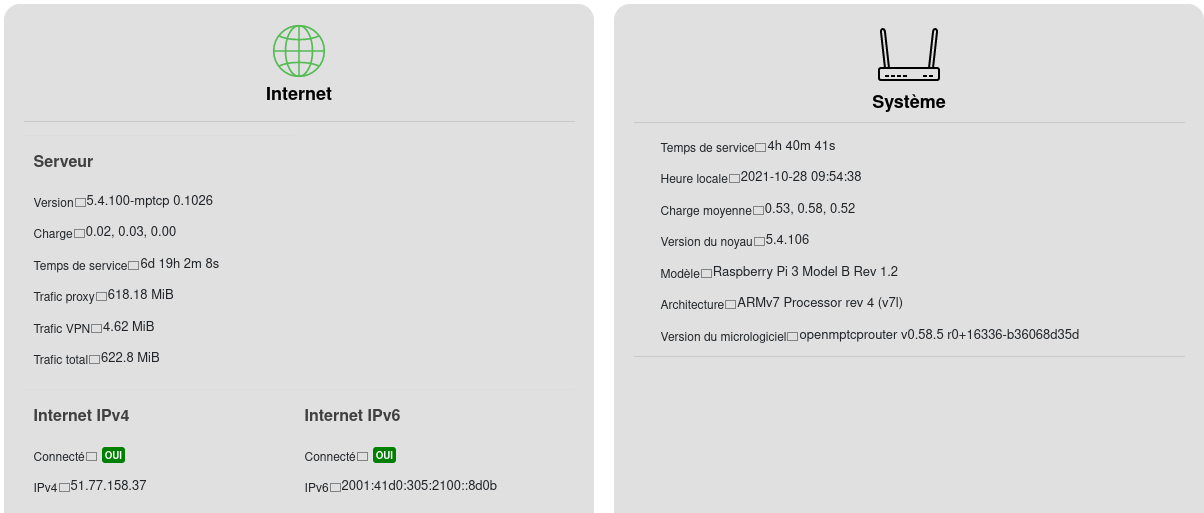 Internet
Serveur
Version□5.4.100-mptcp 0.1026
Charge□0.02, 0.03, 0.00
Temps de service□6d 19h 2m 8s
Trafic proxy□618.18 MiB
Trafic VPN□4.62 MiB
Trafic total□622.8 MiB
Internet IPv4
Connecté□ OUI
IPv4□51.77.158.37
Internet IPv6
Connecté□ OUI
IPv6□2001:41d0:305:2100::8d0b
Système
Temps de service□4h 40m 41s
Heure locale□2021-10-28 09:54:38
Charge moyenne□0.53, 0.58, 0.52
Version du noyau□5.4.106
Modèle□Raspberry Pi 3 Model B Rev 1.2
Architecture□ARMv7 Processor rev 4 (v7l)
Version du micrologiciel□openmptcprouter v0.58.5 r0+16336-b36068d35d